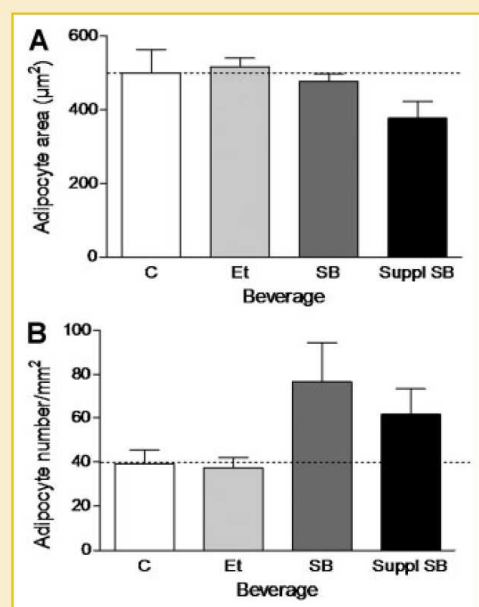 A
Adipocyte area (µm²)
600
400
600
0
C Et SB Suppl SB
Beverage
B
Adipocyte number/mm²
100
80
60
40
20
0
C Et SB Suppl SB
Beverage